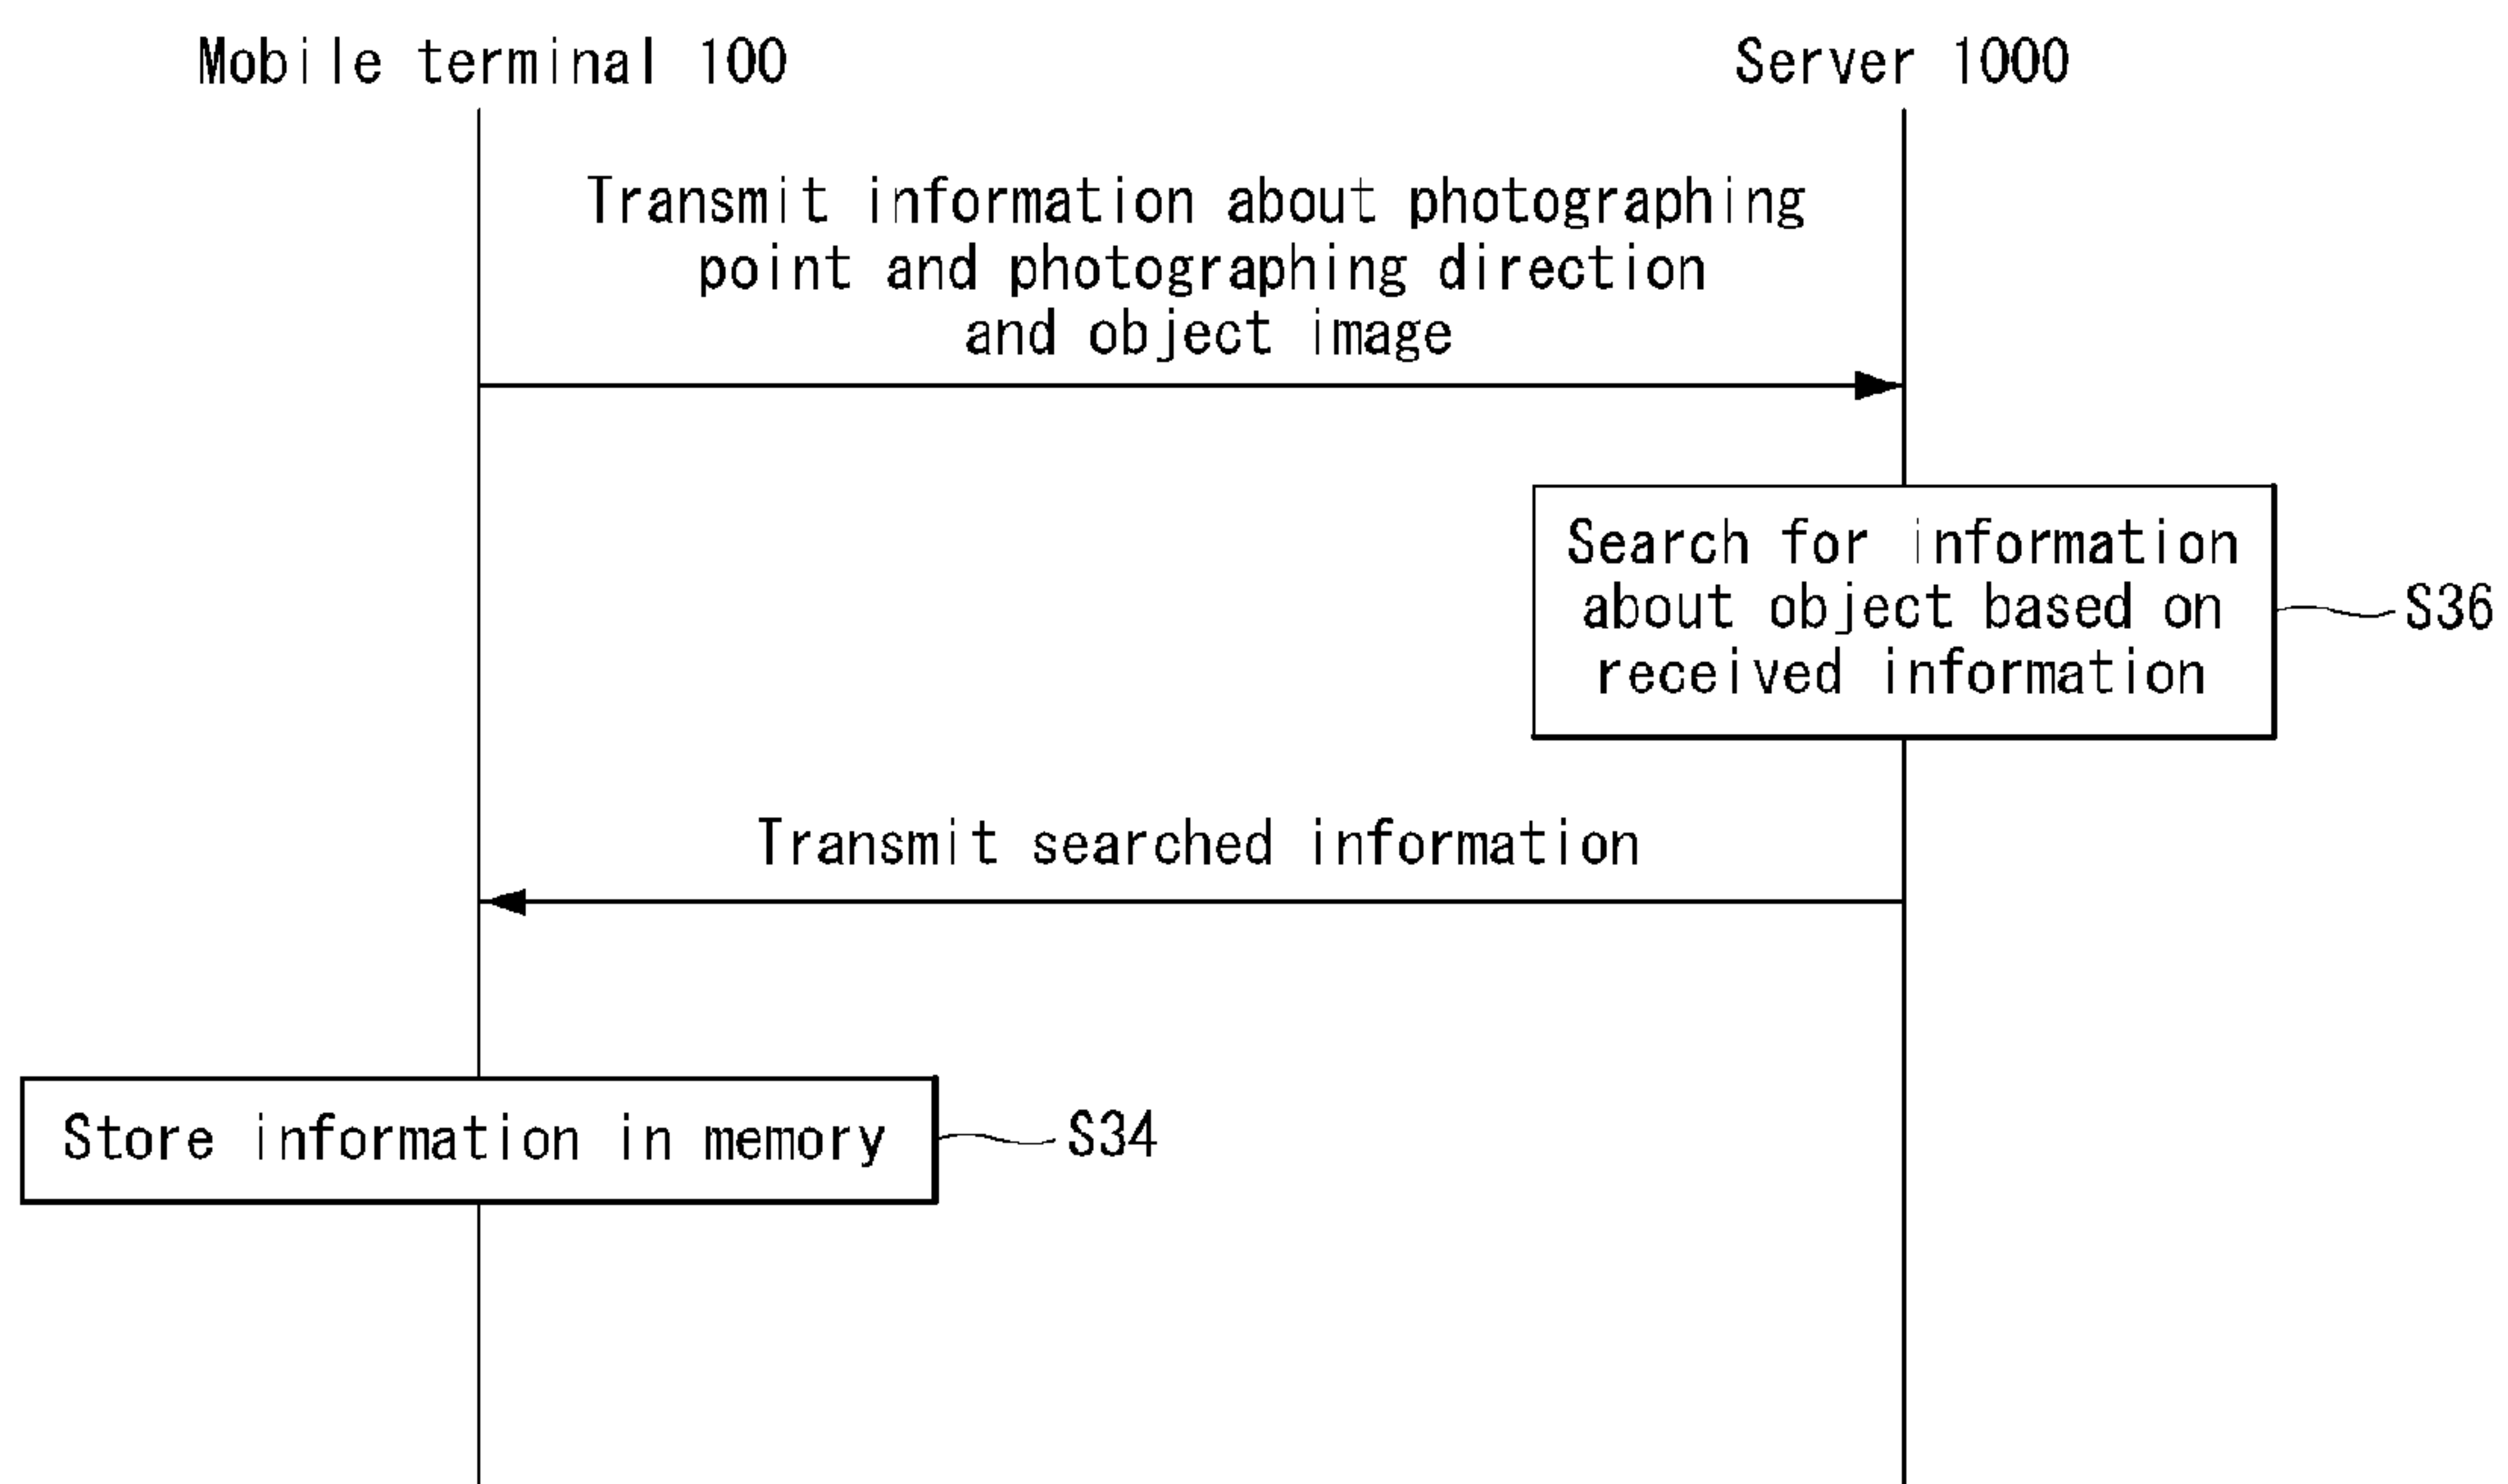 Mobile terminal 100
Server 1000
Transmit information about photographing
point and photographing direction
and object image
Search for information
about object based on
received information
S36
Transmit searched information
Store information in memory
S34